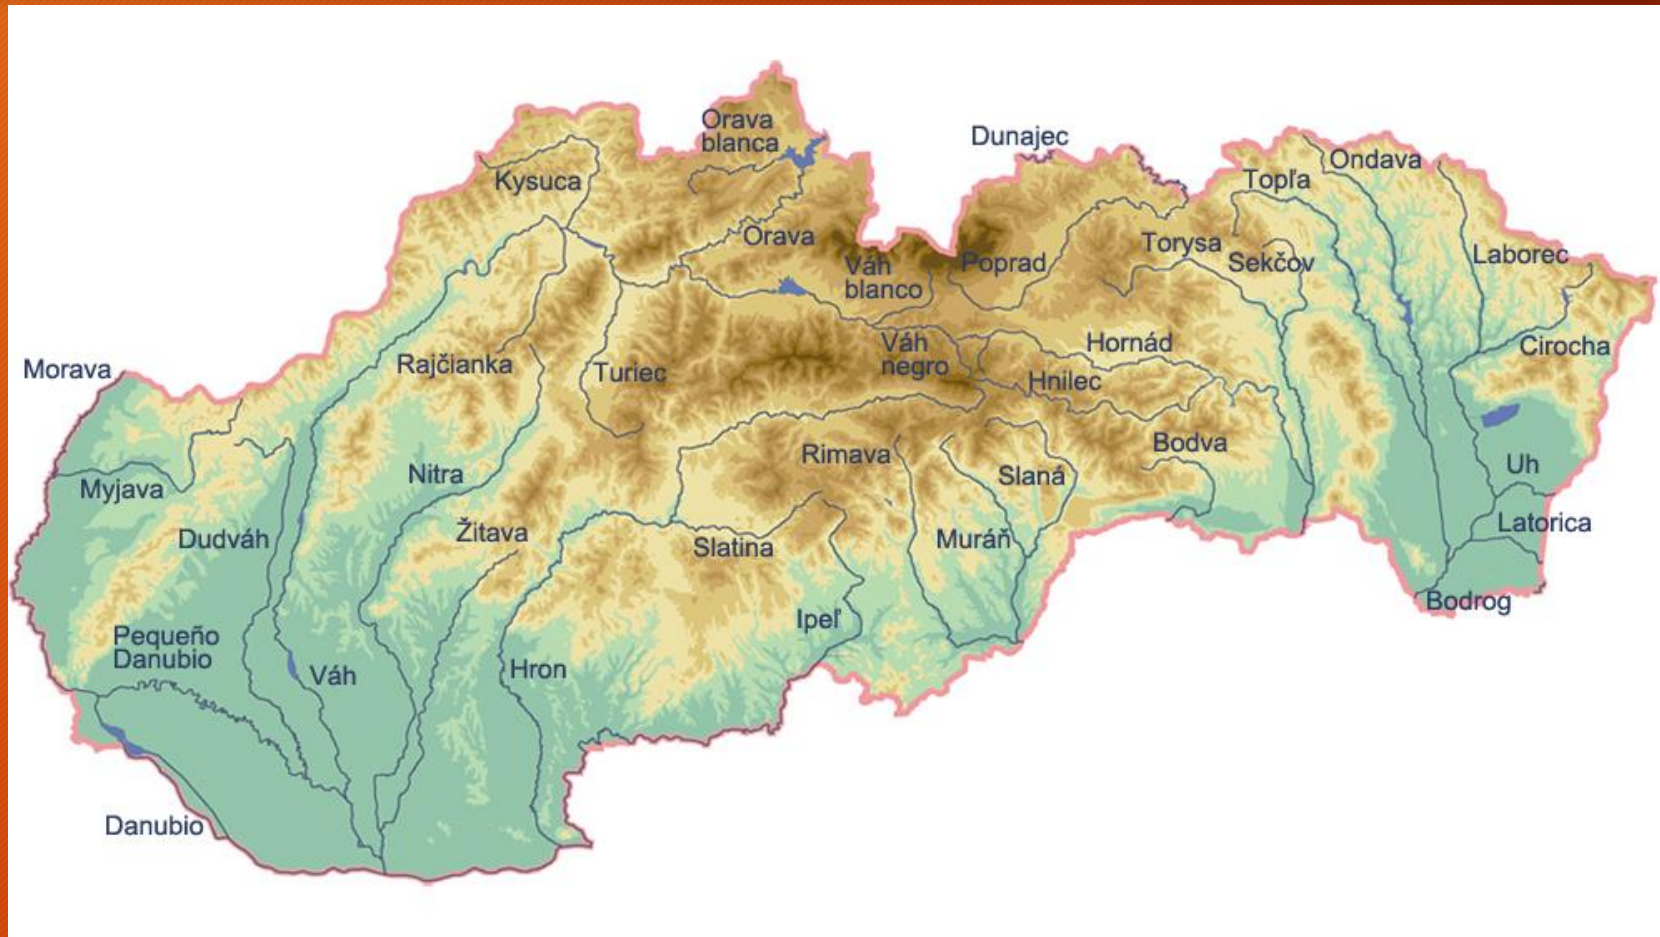 Orava
blanca
Dunajec
Ondava
Kysuca
Topľa
Orava
Torysa
Sekčov
Laborec
Váh
blanco
Poprad
Váh
negro
Hornád
Cirocha
Morava
Rajčianka
Turiec
Hnilec
Rimava
Bodva
Nitra
Slaná
Uh
Myjava
Žitava
Dudváh
Slatina
Muráň
Latorica
Bodrog
Ipeľ
Pequeño
Danubio
Váh
Hron
Danubio